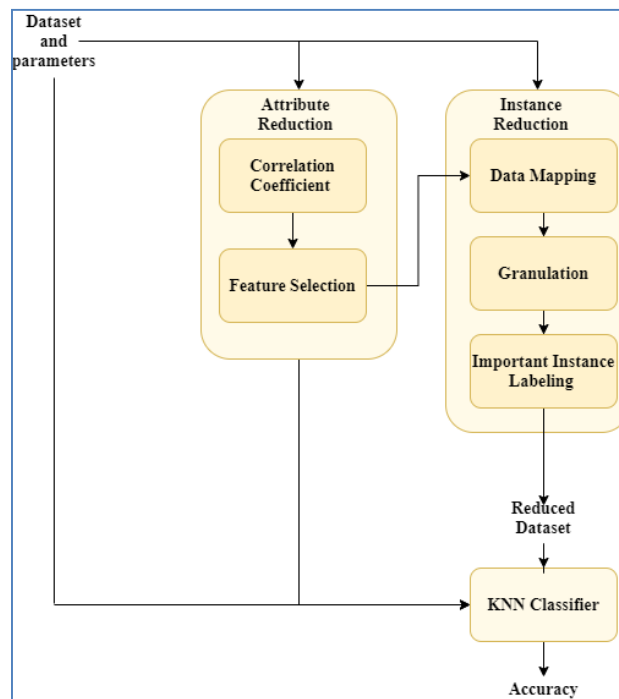 Dataset
and
parameters
Attribute
Reduction
Correlation
Coefficient
Feature Selection
Instance
Reduction
Data Mapping
Granulation
Important Instance
Labeling
Reduced
Dataset
KNN Classifier
Accuracy